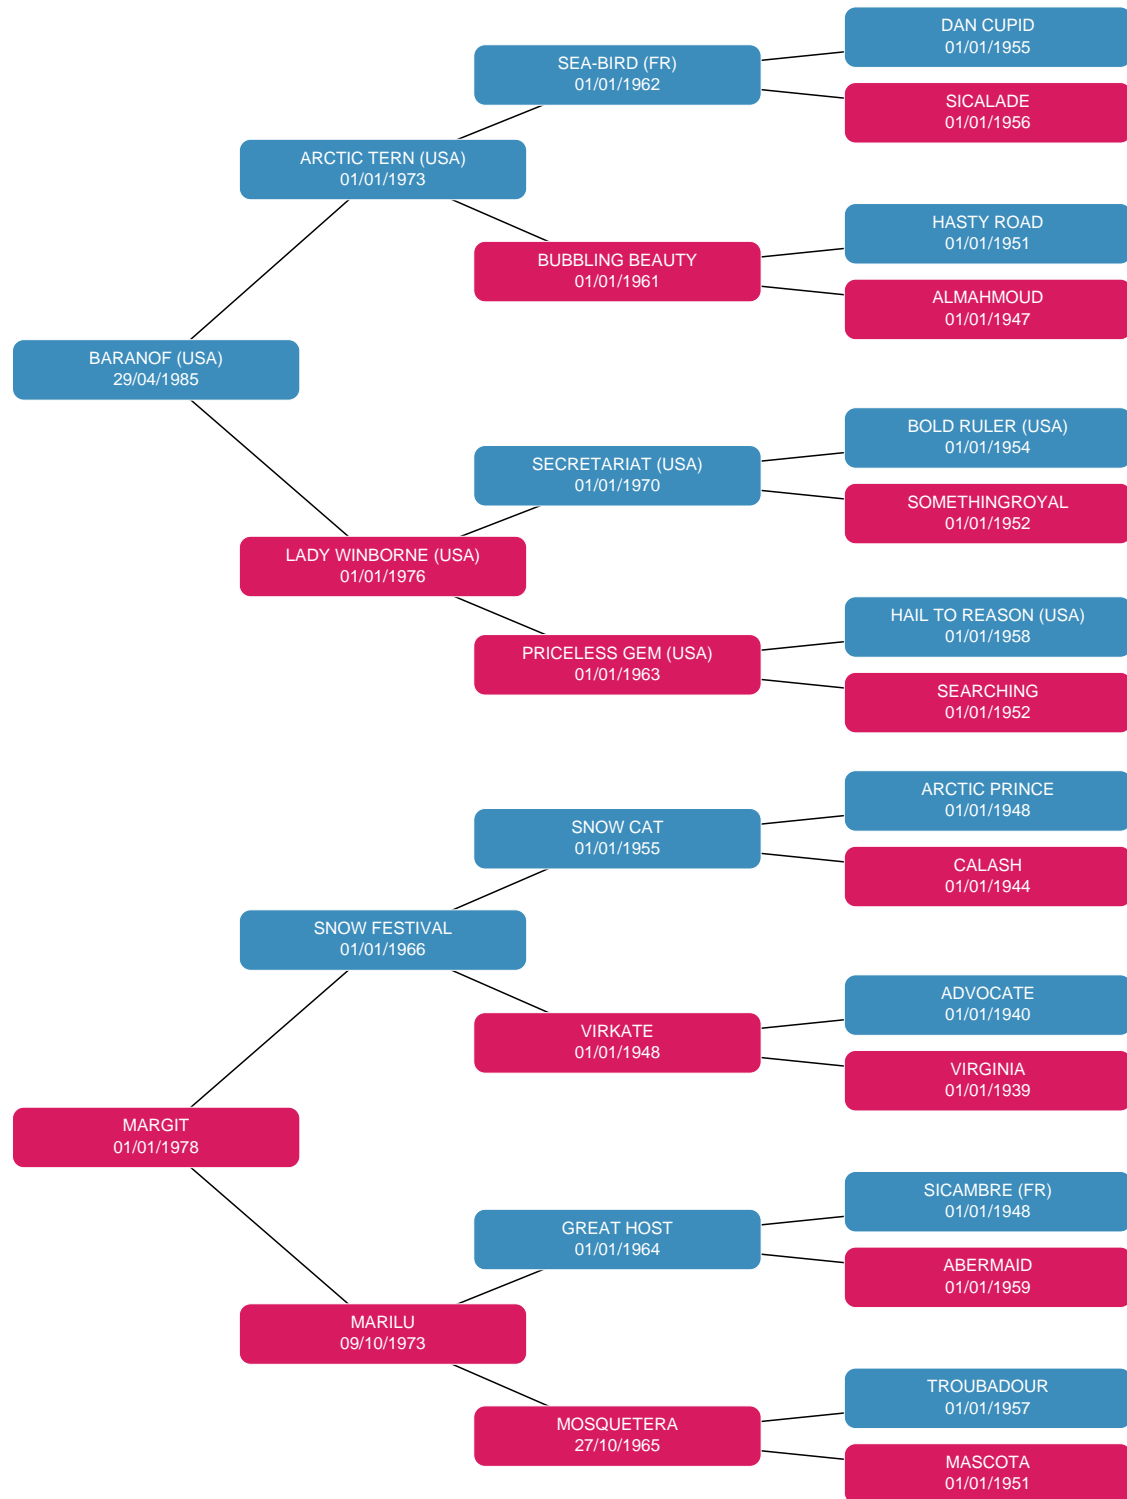 DAN CUPID
01/01/1955
SEA-BIRD (FR)
01/01/1962
SICALADE
01/01/1956
ARCTIC TERN (USA)
01/01/1973
HASTY ROAD
01/01/1951
BUBBLING BEAUTY
01/01/1961
ALMAHMOUD
01/01/1947
BARANOF (USA)
29/04/1985
BOLD RULER (USA)
01/01/1954
SECRETARIAT (USA)
01/01/1970
SOMETHINGROYAL
01/01/1952
LADY WINBORNE (USA)
01/01/1976
HAIL TO REASON (USA)
01/01/1958
PRICELESS GEM (USA)
01/01/1963
SEARCHING
01/01/1952
ARCTIC PRINCE
01/01/1948
SNOW CAT
01/01/1955
CALASH
01/01/1944
SNOW FESTIVAL
01/01/1966
ADVOCATE
01/01/1940
VIRKATE
01/01/1948
VIRGINIA
01/01/1939
MARGIT
01/01/1978
SICAMBRE (FR)
01/01/1948
GREAT HOST
01/01/1964
ABERMAID
01/01/1959
MARILU
09/10/1973
TROUBADOUR
01/01/1957
MOSQUETERA
27/10/1965
MASCOTA
01/01/1951